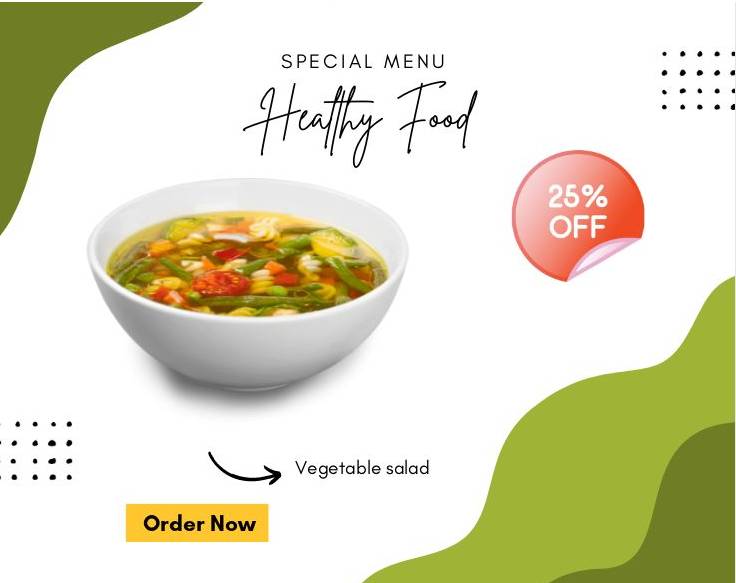 SPECIAL MENU
Healthy Food
25%
OFF
Vegetable salad
Order Now